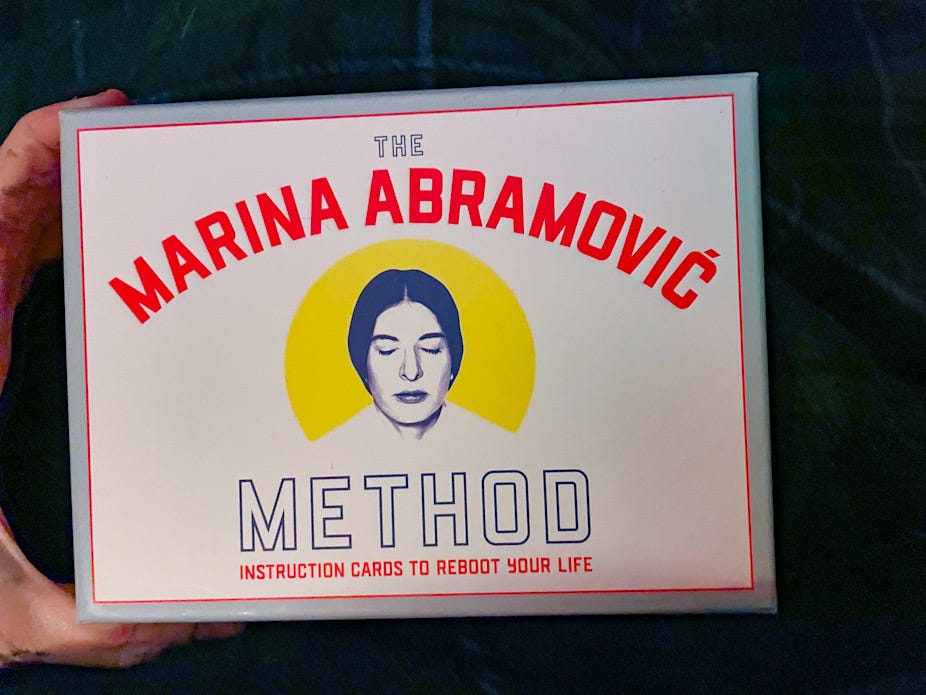 THE
MARINA ABRAMOVIĆ
METHOD
INSTRUCTION CARDS TO REBOOT YOUR LIFE